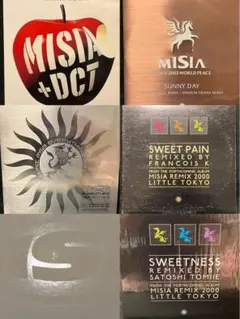 MISIA
+DCT
MISIA
SUNNY DAY
SWEET PAIN
REMIXED BY
FRANCOIS K
FROM THE FORTHCOMING ALBUM
MISIA REMIX 2000
LITTLE TOKYO
SWEETNESS
REMIXED BY
SATOSHI TOMIIE
FROM THE FORTHCOMING ALBUM
MISIA REMIX 2000
LITTLE TOKYO